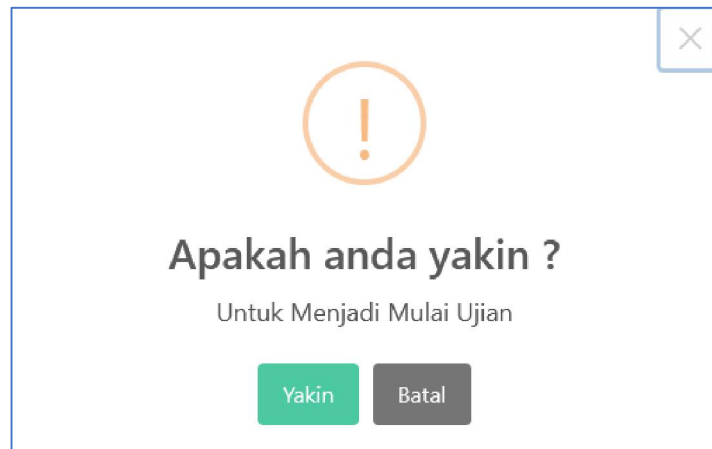 Apakah anda yakin ?
Untuk Menjadi Mulai Ujian
Yakin Batal